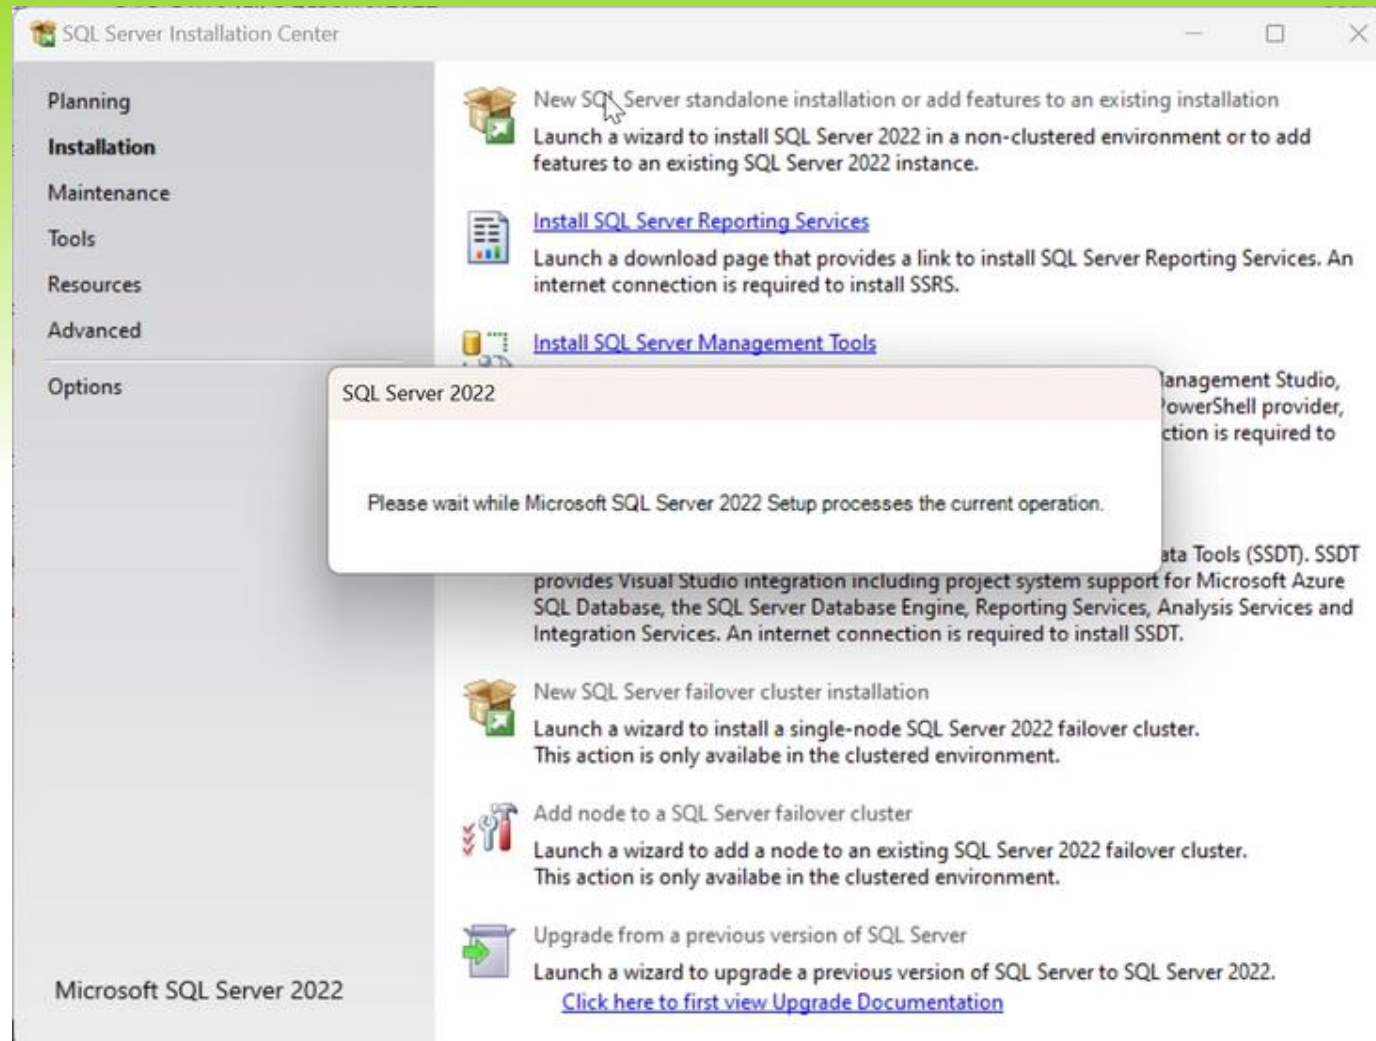 SQL Server Installation Center
Planning
Installation
Maintenance
Tools
Resources
Advanced
Options
Microsoft SQL Server 2022
New SQL Server standalone installation or add features to an existing installation
Launch a wizard to install SQL Server 2022 in a non-clustered environment or to add
features to an existing SQL Server 2022 instance.
Install SQL Server Reporting Services
Launch a download page that provides a link to install SQL Server Reporting Services. An
internet connection is required to install SSRS.
Install SQL Server Management Tools
anagement Studio,
PowerShell provider,
ction is required to
SQL Server 2022
Please wait while Microsoft SQL Server 2022 Setup processes the current operation.
ata Tools (SSDT). SSDT
provides Visual Studio integration including project system support for Microsoft Azure
SQL Database, the SQL Server Database Engine, Reporting Services, Analysis Services and
Integration Services. An internet connection is required to install SSDT.
New SQL Server failover cluster installation
Launch a wizard to install a single-node SQL Server 2022 failover cluster.
This action is only availabe in the clustered environment.
Add node to a SQL Server failover cluster
Launch a wizard to add a node to an existing SQL Server 2022 failover cluster.
This action is only availabe in the clustered environment.
Upgrade from a previous version of SQL Server
Launch a wizard to upgrade a previous version of SQL Server to SQL Server 2022.
Click here to first view Upgrade Documentation